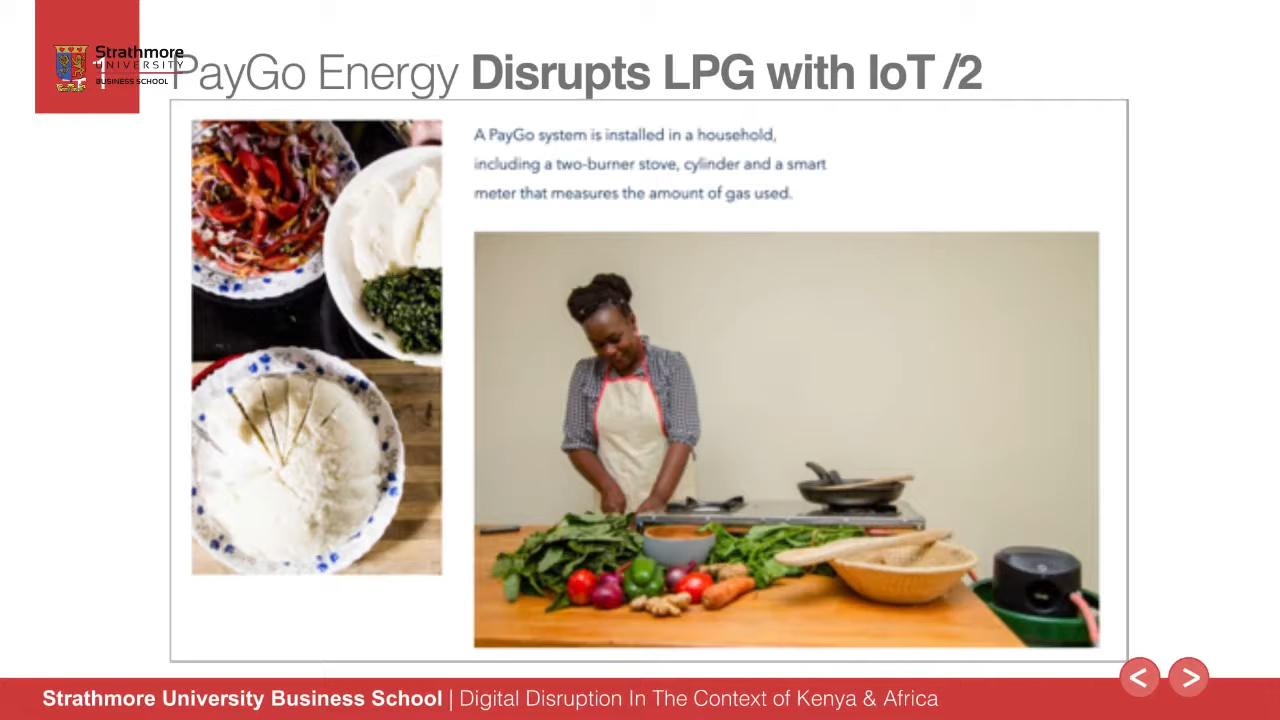 Strathmore
UNIVERSITY
BUSINESS SCHOOL
PayGo Energy Disrupts LPG with IoT /2
A PayGo system is installed in a household,
including a two-burner stove, cylinder and a smart
meter that measures the amount of gas used.
Strathmore University Business School | Digital Disruption In The Context of Kenya & Africa
< >